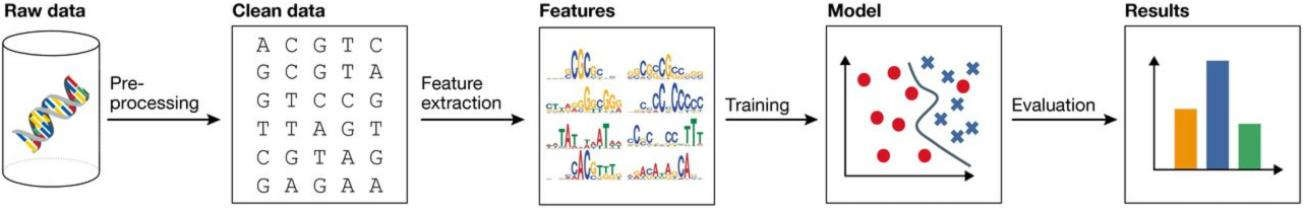 Raw data
Pre-
processing
Clean data
A C G T C
G C G T A
G T C C G
T T A G T
C G T A G
G A G A A
Feature
extraction
Features
Training
Model
Evaluation
Results